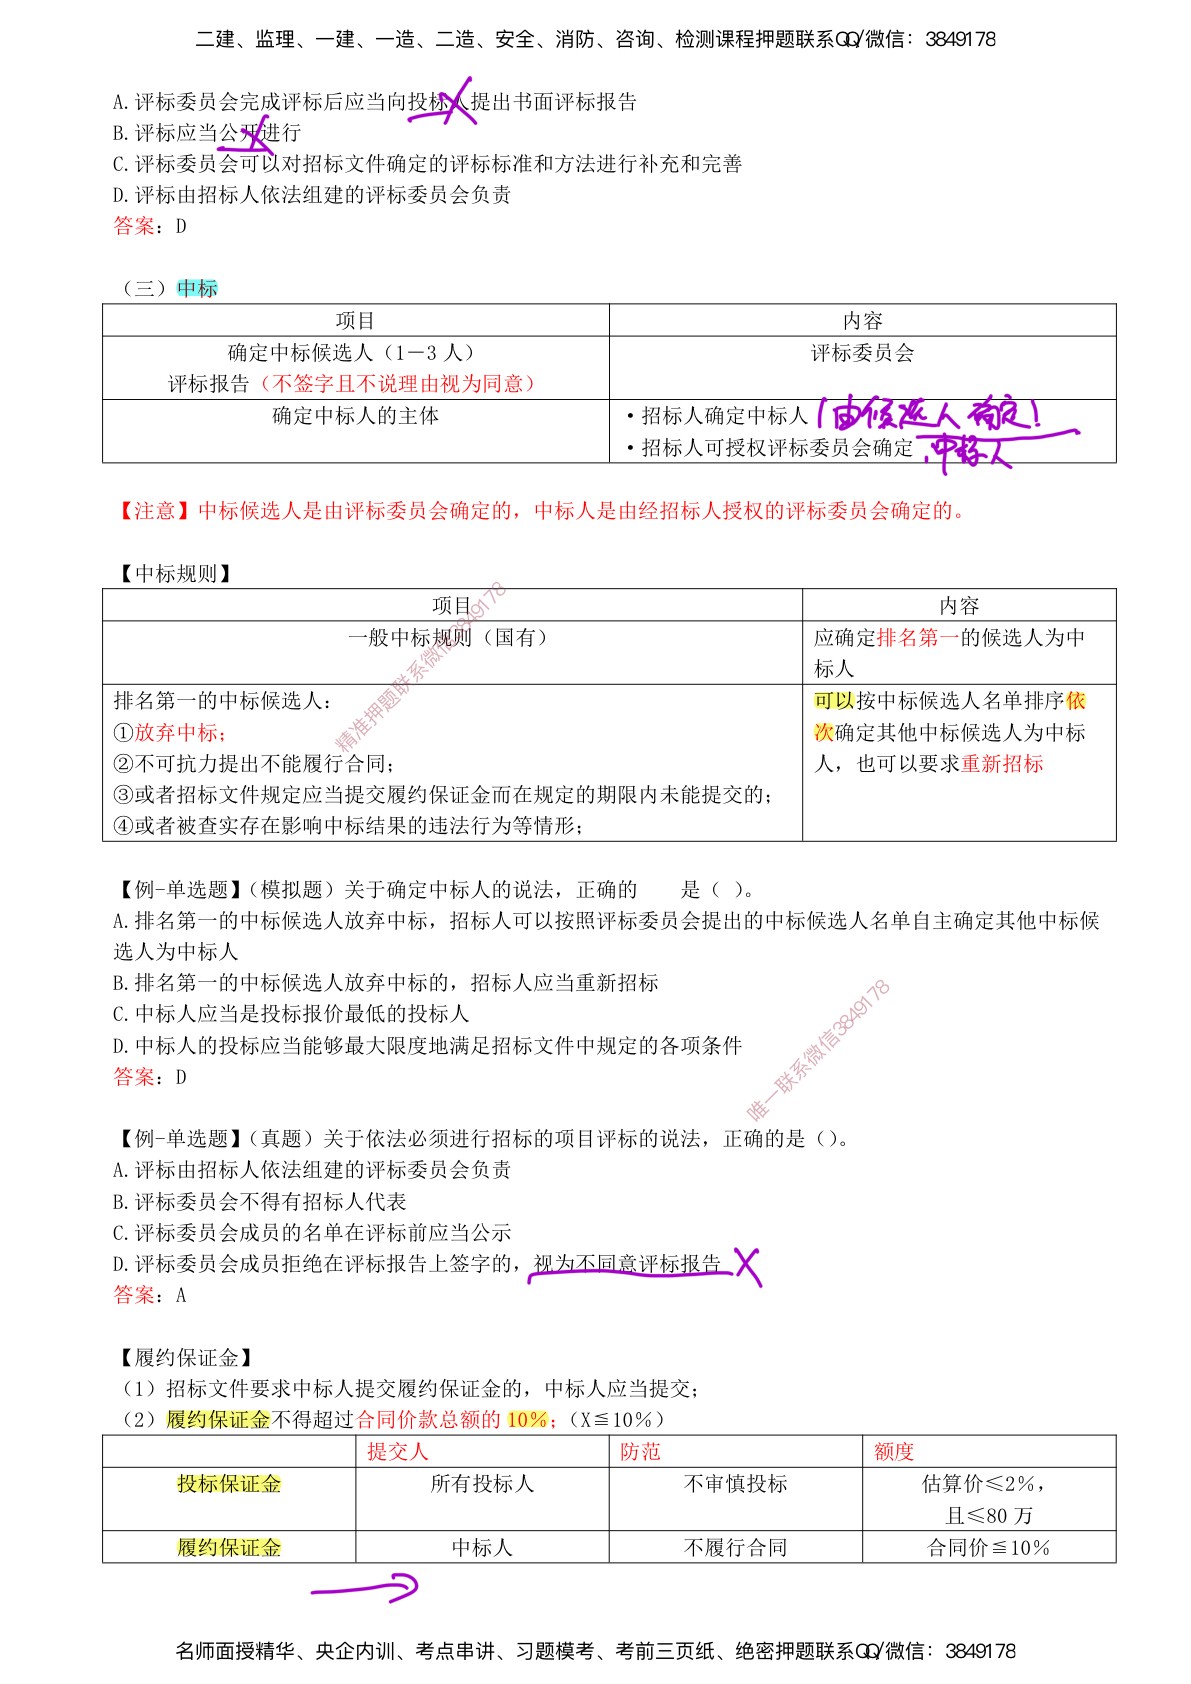 二建、监理、一建、一造、二造、安全、消防、咨询、检测课程押题联系QQ/微信：3849178
A.评标委员会完成评标后应当向投标人提出书面评标报告
B.评标应当公开进行
C.评标委员会可以对招标文件确定的评标标准和方法进行补充和完善
D.评标由招标人依法组建的评标委员会负责
答案：D
（三）中标
项目 内容
确定中标候选人（1－3 人） 评标委员会
评标报告（不签字且不说理由视为同意）
确定中标人的主体 ·招标人确定中标人（由候选人确定！
·招标人可授权评标委员会确定.中标人
【注意】中标候选人是由评标委员会确定的，中标人是由经招标人授权的评标委员会确定的。
【中标规则】
项目 内容
一般中标规则（国有） 应确定排名第一的候选人为中
标人
排名第一的中标候选人： 可以按中标候选人名单排序依
①放弃中标； 次确定其他中标候选人为中标
②不可抗力提出不能履行合同； 人，也可以要求重新招标
③或者招标文件规定应当提交履约保证金而在规定的期限内未能提交的；
④或者被查实存在影响中标结果的违法行为等情形；
精准押题联系微信3849178
【例-单选题】（模拟题）关于确定中标人的说法，正确的 是（ ）。
A.排名第一的中标候选人放弃中标，招标人可以按照评标委员会提出的中标候选人名单自主确定其他中标候
选人为中标人
B.排名第一的中标候选人放弃中标的，招标人应当重新招标
C.中标人应当是投标报价最低的投标人
D.中标人的投标应当能够最大限度地满足招标文件中规定的各项条件
答案：D
唯一联系微信3849178
【例-单选题】（真题）关于依法必须进行招标的项目评标的说法，正确的是（）。
A.评标由招标人依法组建的评标委员会负责
B.评标委员会不得有招标人代表
C.评标委员会成员的名单在评标前应当公示
D.评标委员会成员拒绝在评标报告上签字的，视为不同意评标报告
答案：A
【履约保证金】
（1）招标文件要求中标人提交履约保证金的，中标人应当提交；
（2）履约保证金不得超过合同价款总额的 10%；（X≦10%）
提交人 防范 额度
投标保证金 所有投标人 不审慎投标 估算价≤2%，
且≤80 万
履约保证金 中标人 不履行合同 合同价≦10%
名师面授精华、央企内训、考点串讲、习题模考、考前三页纸、绝密押题联系QQ/微信：3849178